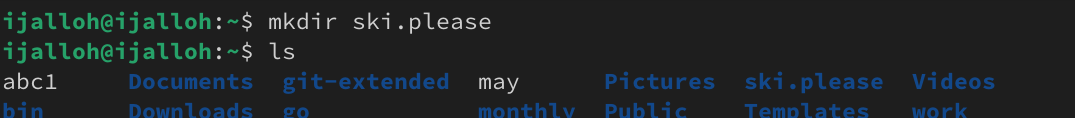 ijalloh@ijalloh:~$ mkdir ski.please
ijalloh@ijalloh:~$ ls
abc1 Documents git-extended may Pictures ski.please Videos
bin Downloads go monthly Public Templates work